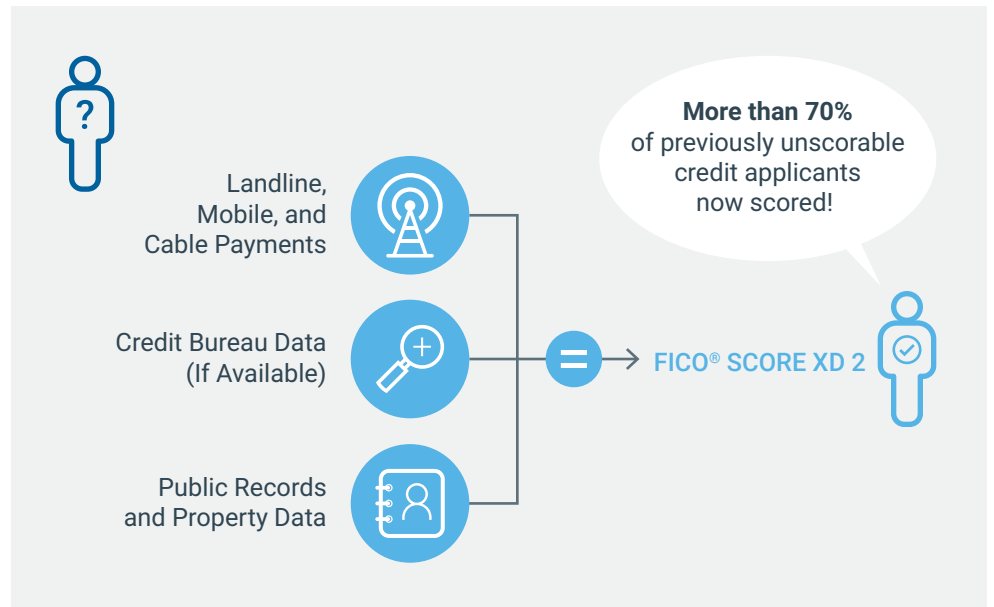 ?
More than 70%
of previously unscorable
credit applicants
now scored!
Landline,
Mobile, and
Cable Payments
Credit Bureau Data
(If Available)
FICO® SCORE XD 2
Public Records
and Property Data